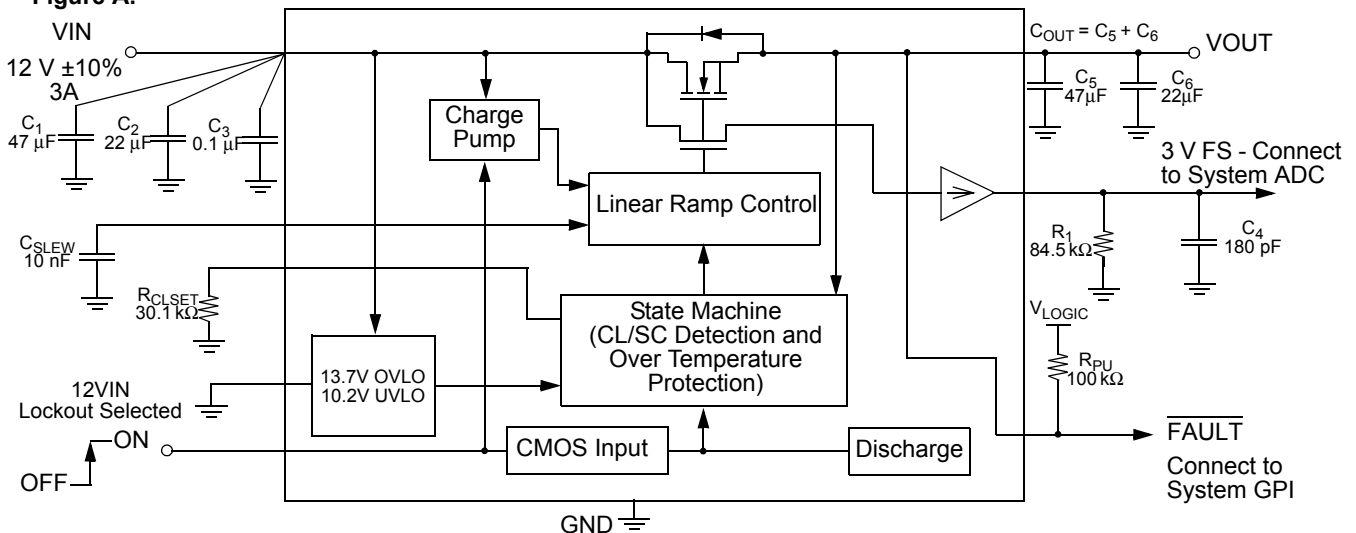 Figure A.
VIN
12 V ±10%
3A
C1
47 μF
C2
22 μF
C3
0.1 μF
Charge
Pump
COUT = C5 + C6
VOUT
C5
47μF
C6
22μF
3 V FS - Connect
to System ADC
Linear Ramp Control
CSLEW
10 nF
R1
84.5 kΩ
C4
180 pF
RCLSET
30.1 kΩ
State Machine
(CL/SC Detection and
Over Temperature
Protection)
VLOGIC
RPU
100 kΩ
13.7V OVLO
10.2V UVLO
12VIN
Lockout Selected
ON
OFF
CMOS Input
Discharge
FAULT
Connect to
System GPI
GND